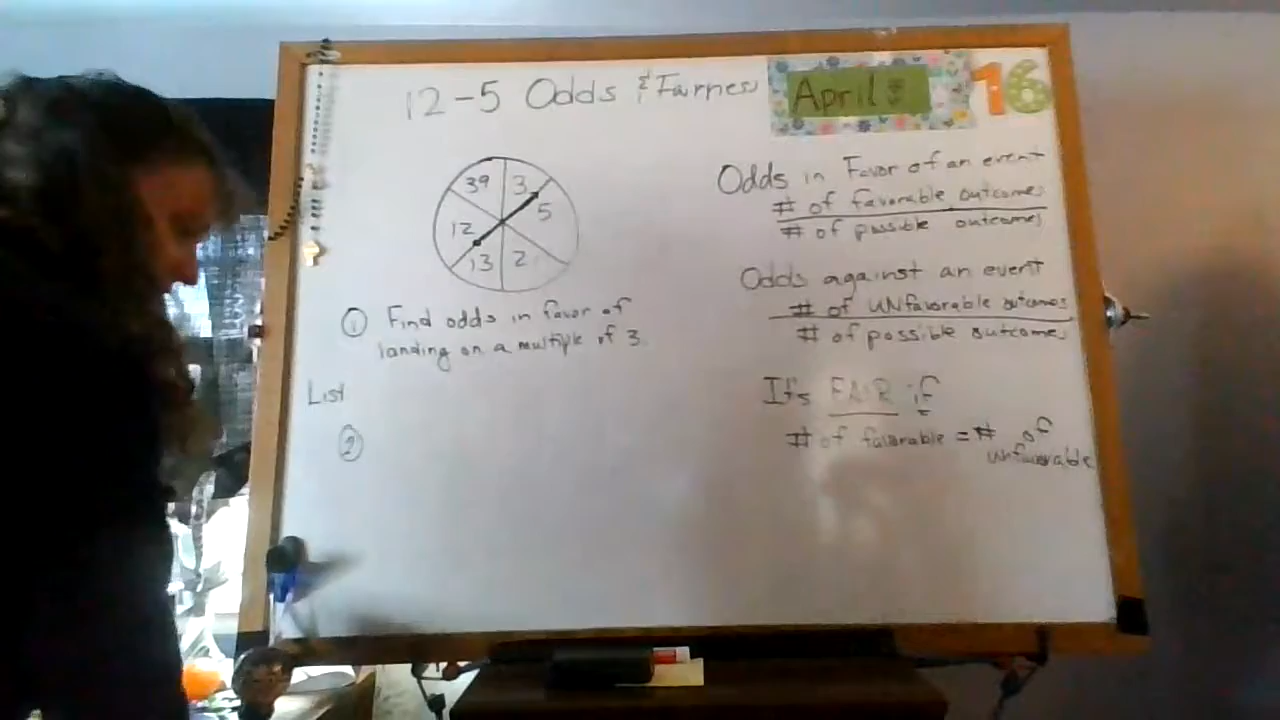 12-5 Odds & Fairness
April
16
39
3
5
12
13
2
① Find odds in favor of
landing on a multiple of 3.
List
②
Odds in Favor of an event
# of favorable outcomes
# of possible outcomes
Odds against an event
# of UNfavorable outcomes
# of possible outcomes
It's FAIR if
# of favorable = # of
unfavorable